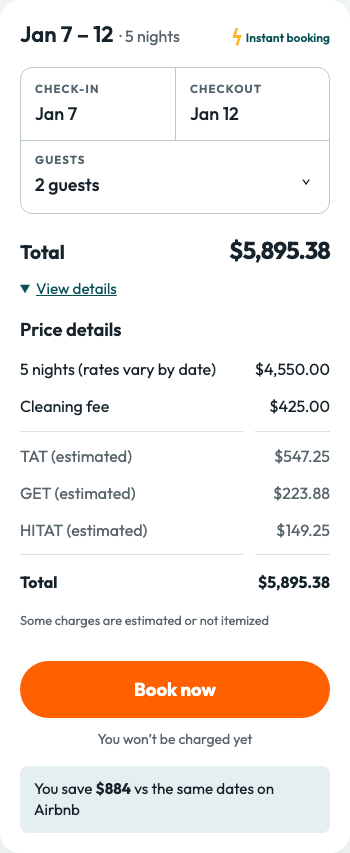 Jan 7 – 12 · 5 nights
Instant booking
CHECK-IN
Jan 7
CHECKOUT
Jan 12
GUESTS
2 guests
Total $5,895.38
▼ View details
Price details
5 nights (rates vary by date) $4,550.00
Cleaning fee $425.00
TAT (estimated) $547.25
GET (estimated) $223.88
HITAT (estimated) $149.25
Total $5,895.38
Some charges are estimated or not itemized
Book now
You won't be charged yet
You save $884 vs the same dates on
Airbnb